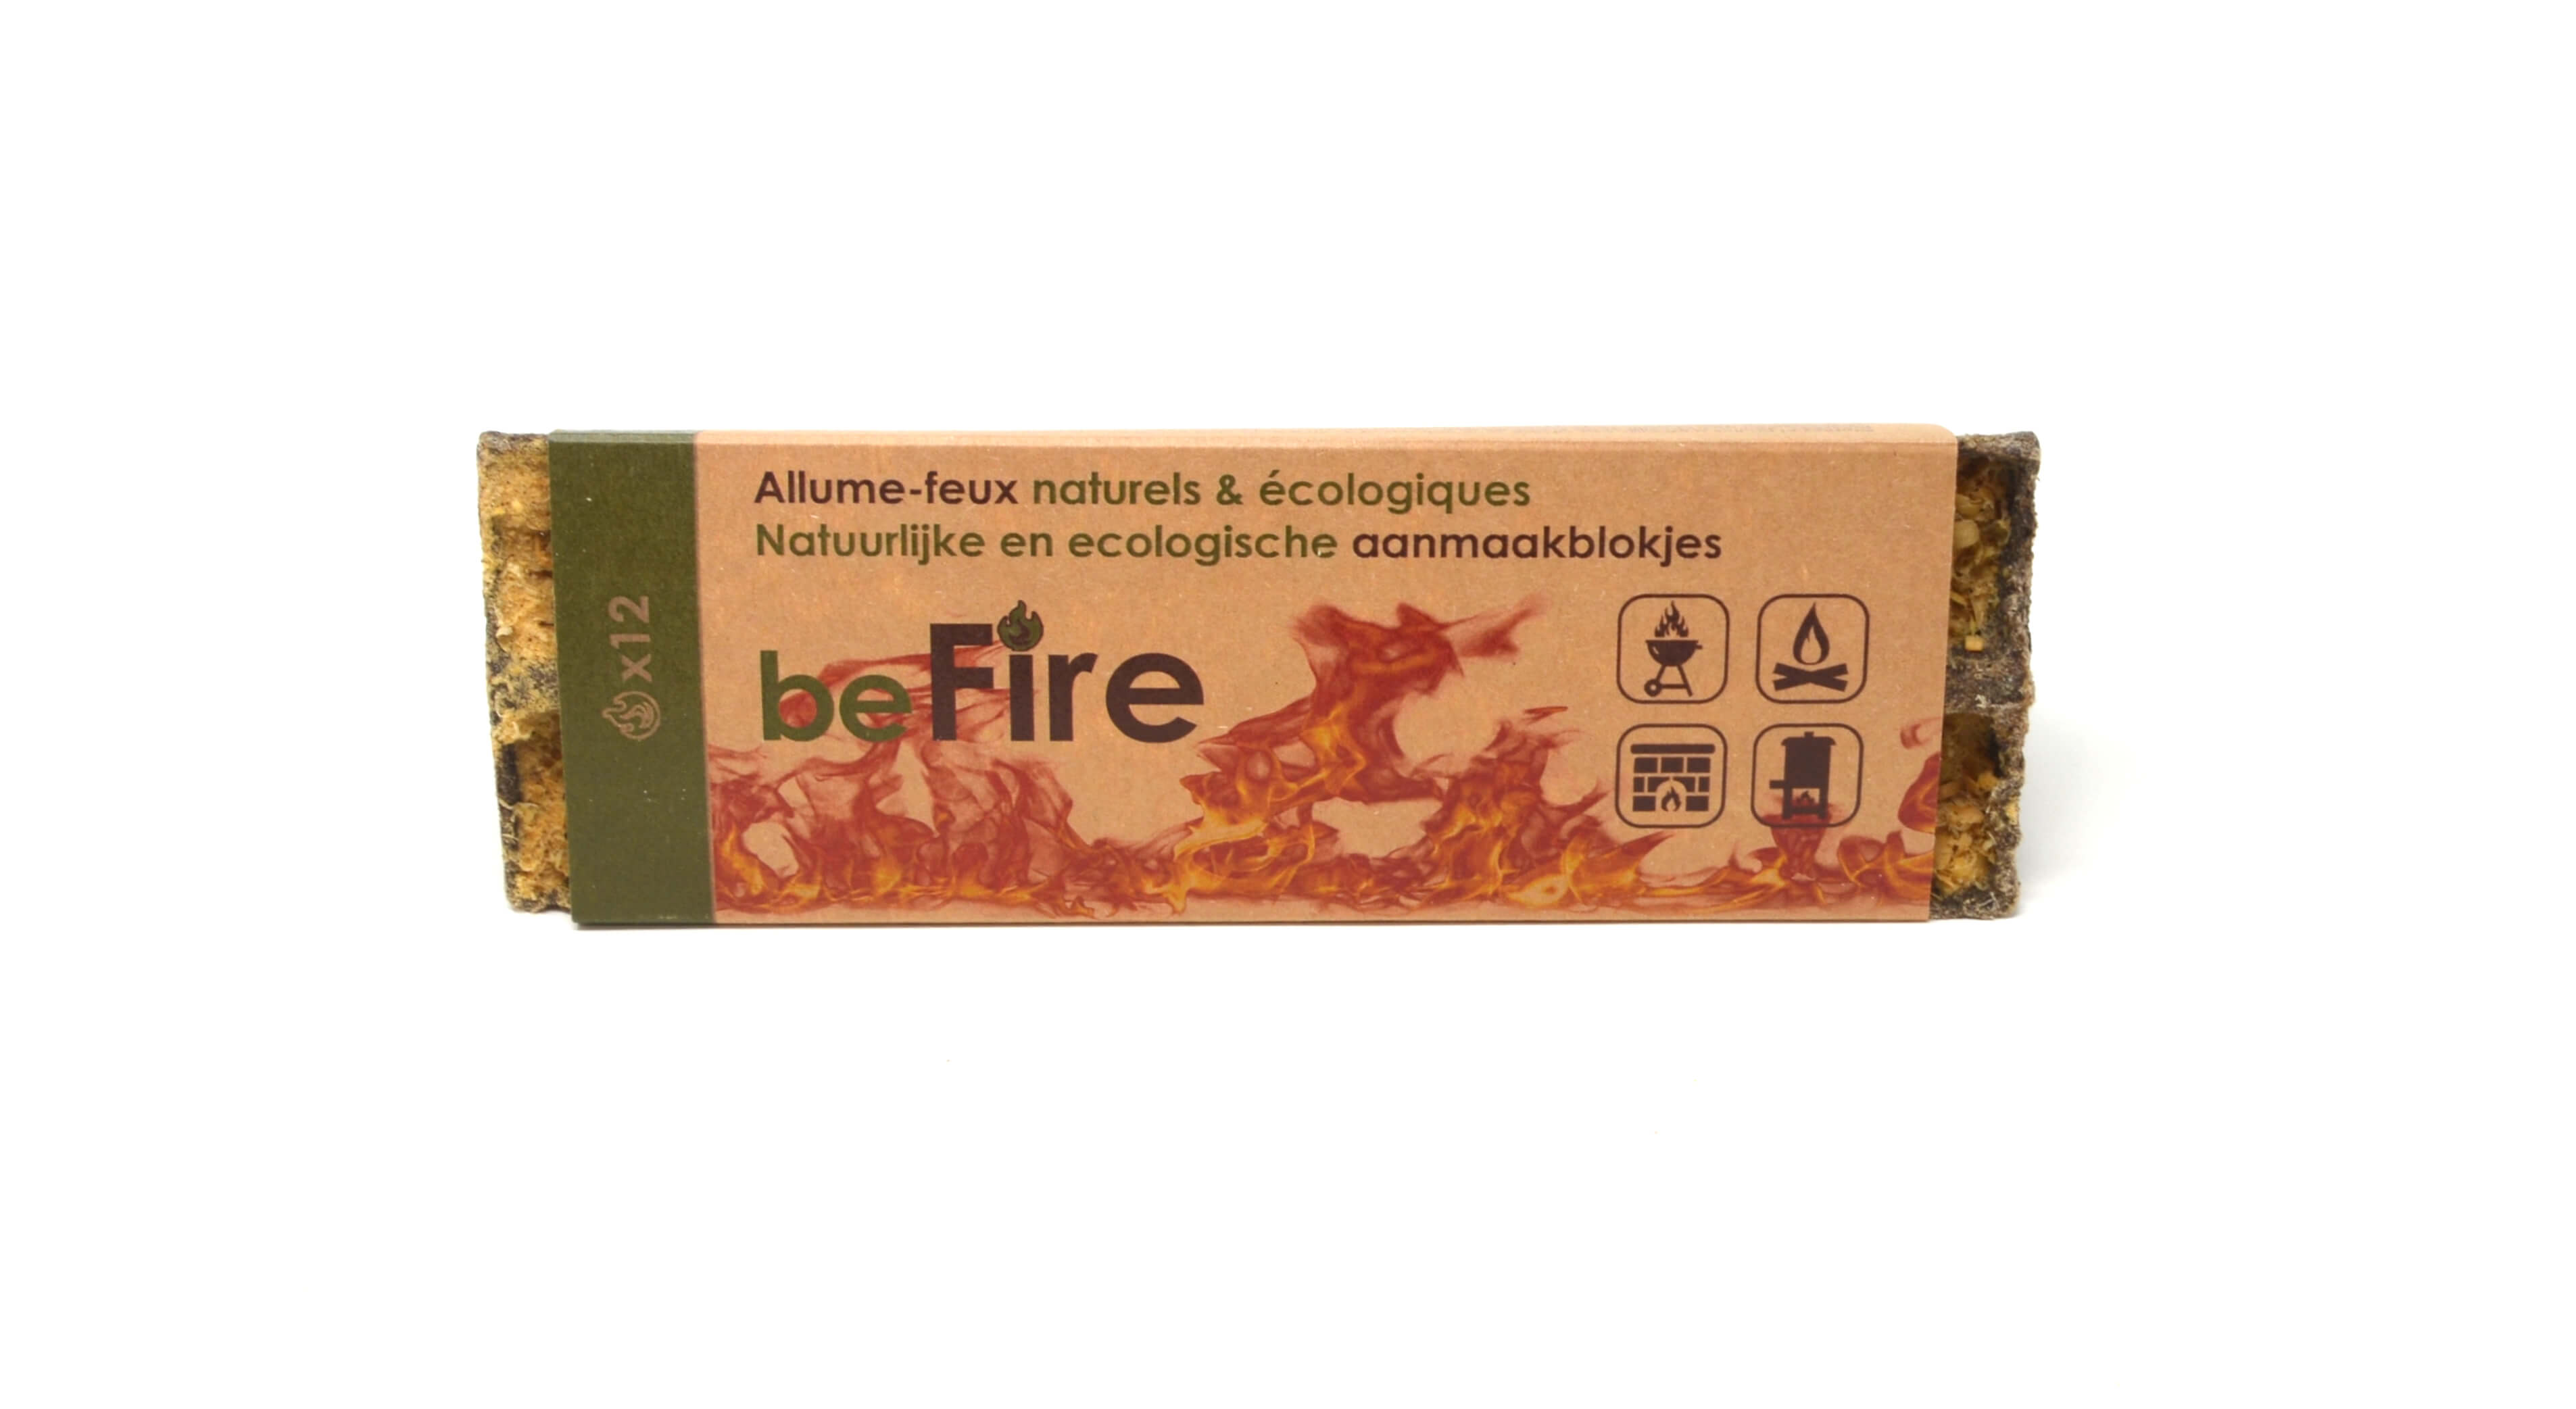 Allume-feux naturels & écologiques
Natuurlijke en ecologische aanmaakblokjes
beFire
x12